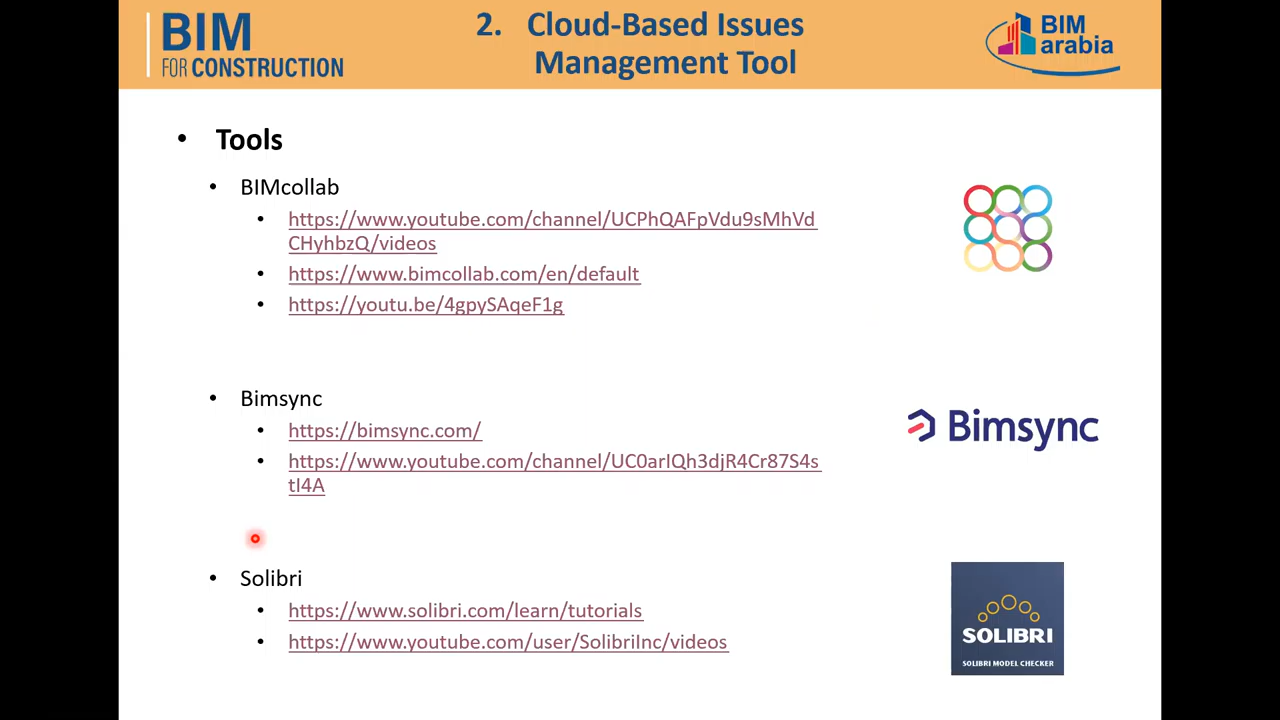 BIM
FOR CONSTRUCTION
2. Cloud-Based Issues
Management Tool
BIM
arabia
• Tools
• BIMcollab
• https://www.youtube.com/channel/UCPhQAFpVdu9sMhVd
CHyhbzQ/videos
• https://www.bimcollab.com/en/default
• https://youtu.be/4gpySAqeF1g
• Bimsync
Bimsync
• https://bimsync.com/
• https://www.youtube.com/channel/UC0arIQh3djR4Cr87S4s
tI4A
• Solibri
• https://www.solibri.com/learn/tutorials
• https://www.youtube.com/user/SolibriInc/videos
SOLIBRI
SOLIBRI MODEL CHECKER